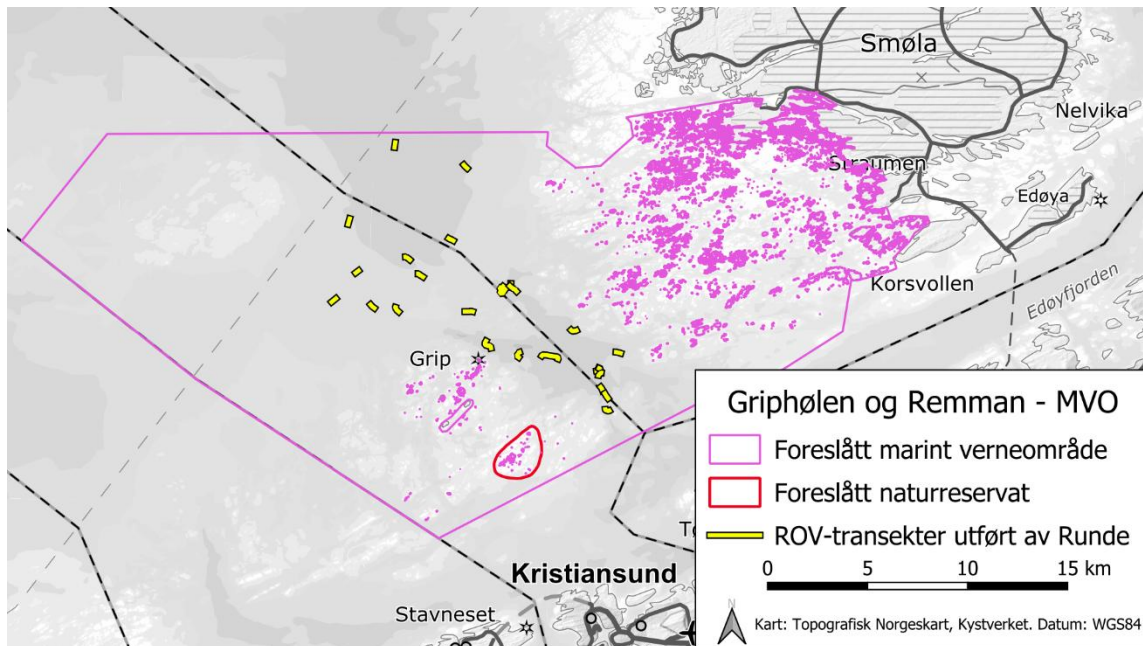 Smøla
Nelvika
Straumen
Edøya
Korsvollen
Edøyfjorden
Grip
Griphølen og Remman - MVO
Foreslått marint verneområde
Foreslått naturreservat
ROV-transekter utført av Runde
0 5 10 15 km
Kristiansund
Stavneset
N
Kart: Topografisk Norgeskart, Kystverket. Datum: WGS84